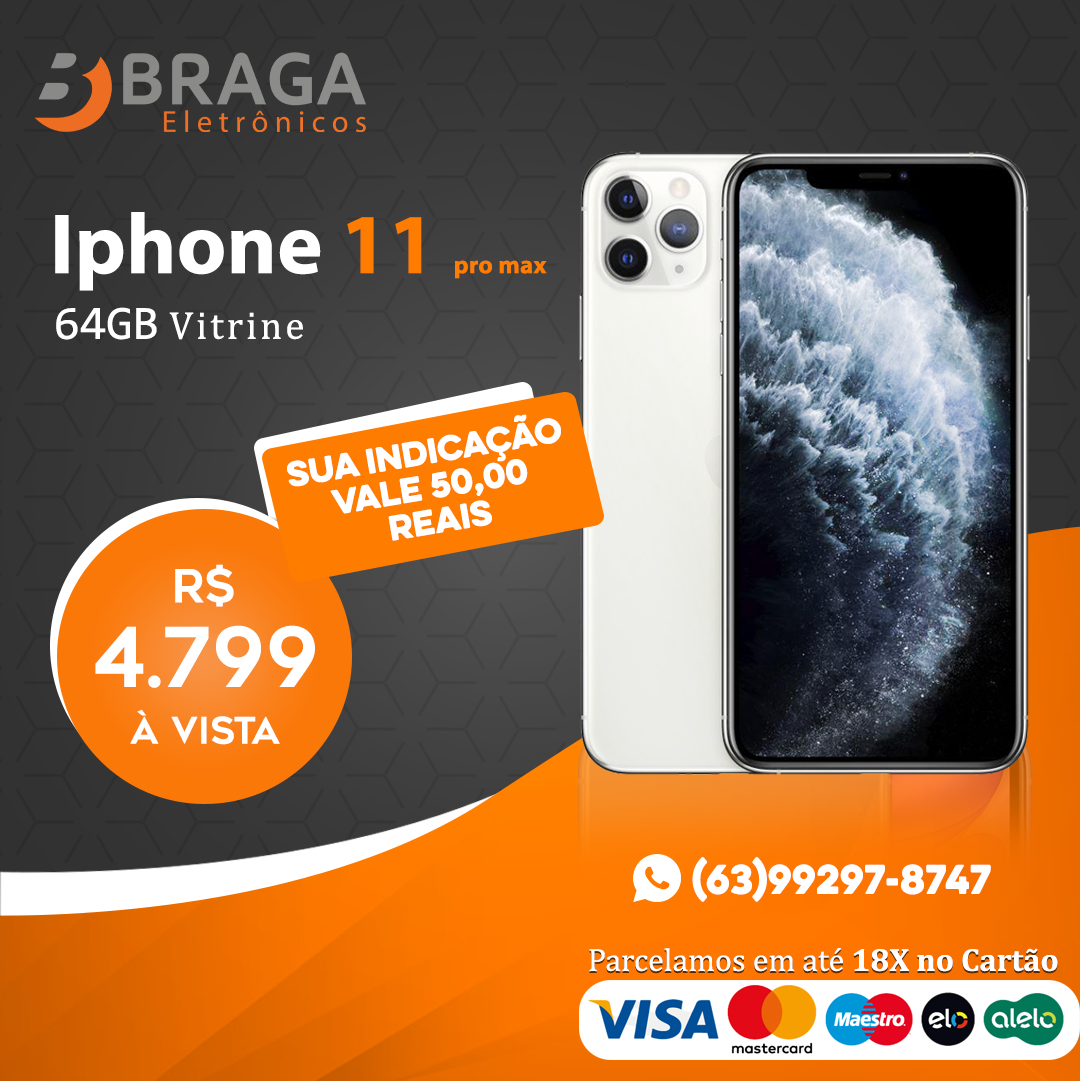 BRAGA
Eletrônicos
Iphone 11 pro max
64GB Vitrine
SUA INDICAÇÃO
VALE 50,00
REAIS
R$
4.799
À VISTA
(63)99297-8747
Parcelamos em até 18X no Cartão
VISA mastercard Maestro elo alelo